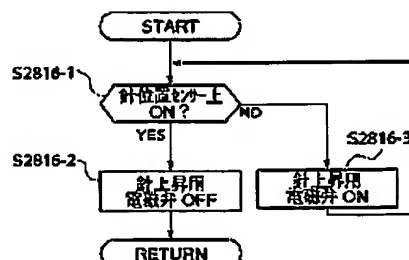 START
S2816-1
針位置センサー上
ON?
NO
YES
S2816-3
S2816-2
針上昇用
電磁弁 OFF
針上昇用
電磁弁 ON
RETURN